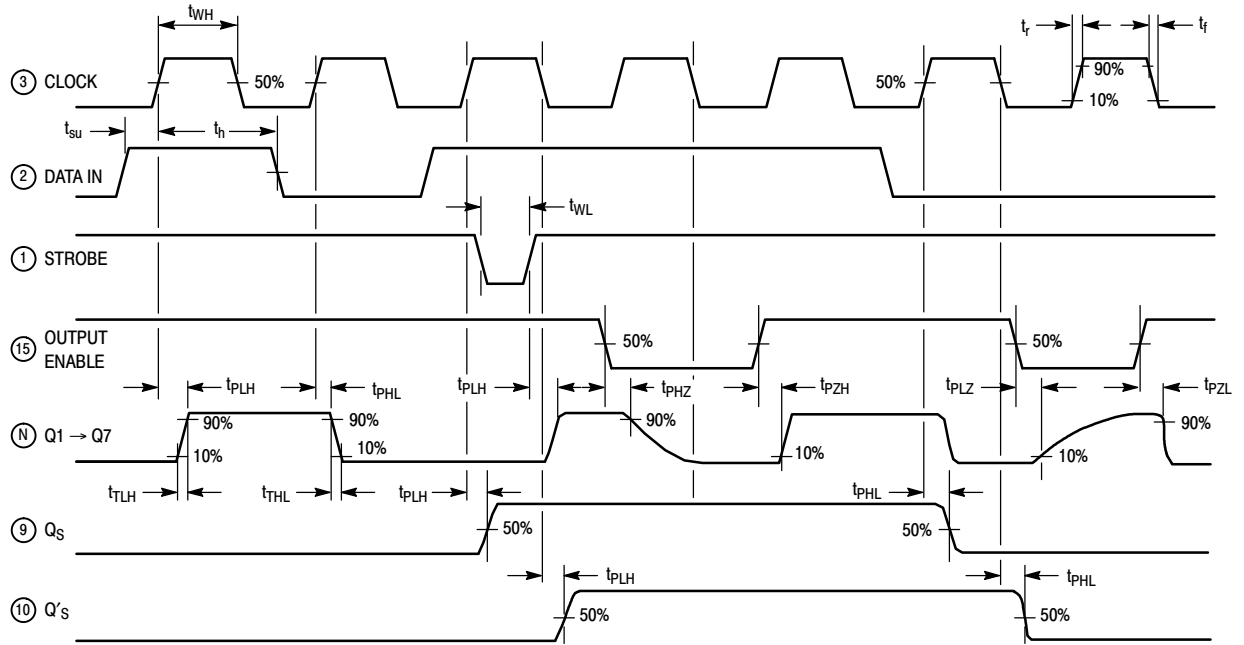 tWH
tr
tf
3 CLOCK
50%
50%
90%
10%
tsu
th
2 DATA IN
tWL
1 STROBE
15 OUTPUT ENABLE
50%
50%
tPLH
tPHL
tPLH
tPHZ
tPZH
tPLZ
tPZL
N Q1 → Q7
90%
10%
90%
10%
90%
10%
10%
90%
tTLH
tTHL
tPLH
tPHL
9 QS
50%
50%
tPLH
tPHL
10 Q′S
50%
50%